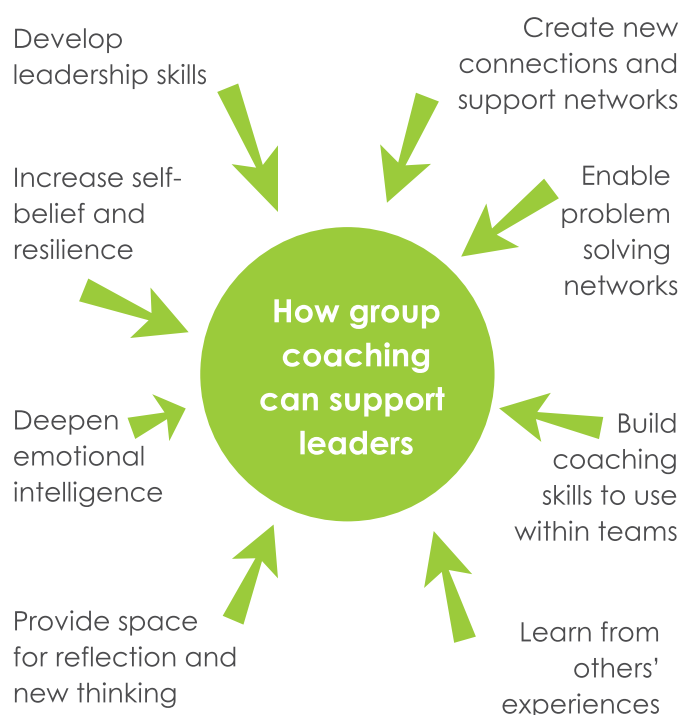 Develop
leadership skills
Create new
connections and
support networks
Increase self-
belief and
resilience
Enable
problem
solving
networks
How group
coaching
can support
leaders
Deepen
emotional
intelligence
Build
coaching
skills to use
within teams
Provide space
for reflection and
new thinking
Learn from
others’
experiences